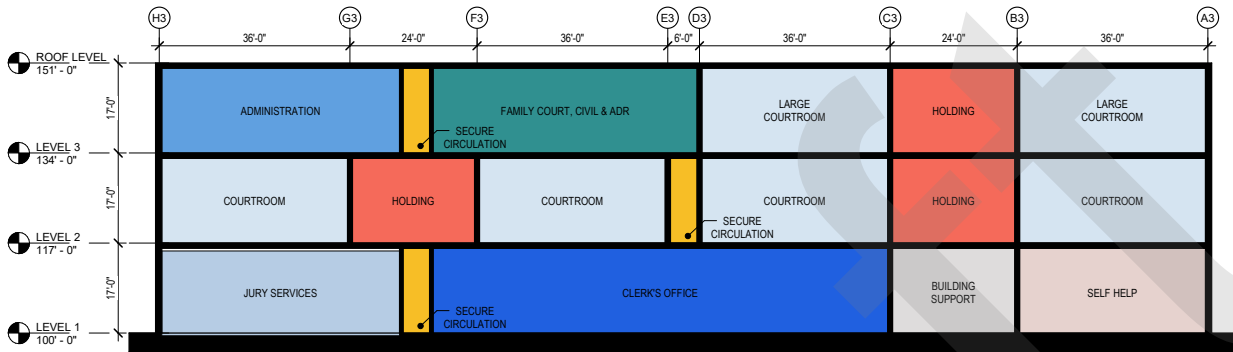 H3 G3 F3 E3 D3 C3 B3 A3
36'-0" 24'-0" 36'-0" 6'-0" 36'-0" 24'-0" 36'-0"
ROOF LEVEL
151' - 0"
17'-0"
ADMINISTRATION
SECURE
CIRCULATION
FAMILY COURT, CIVIL & ADR
LARGE
COURTROOM
HOLDING
LARGE
COURTROOM
LEVEL 3
134' - 0"
17'-0"
COURTROOM
HOLDING
COURTROOM
SECURE
CIRCULATION
COURTROOM
HOLDING
COURTROOM
LEVEL 2
117' - 0"
17'-0"
JURY SERVICES
SECURE
CIRCULATION
CLERK'S OFFICE
BUILDING
SUPPORT
SELF HELP
LEVEL 1
100' - 0"